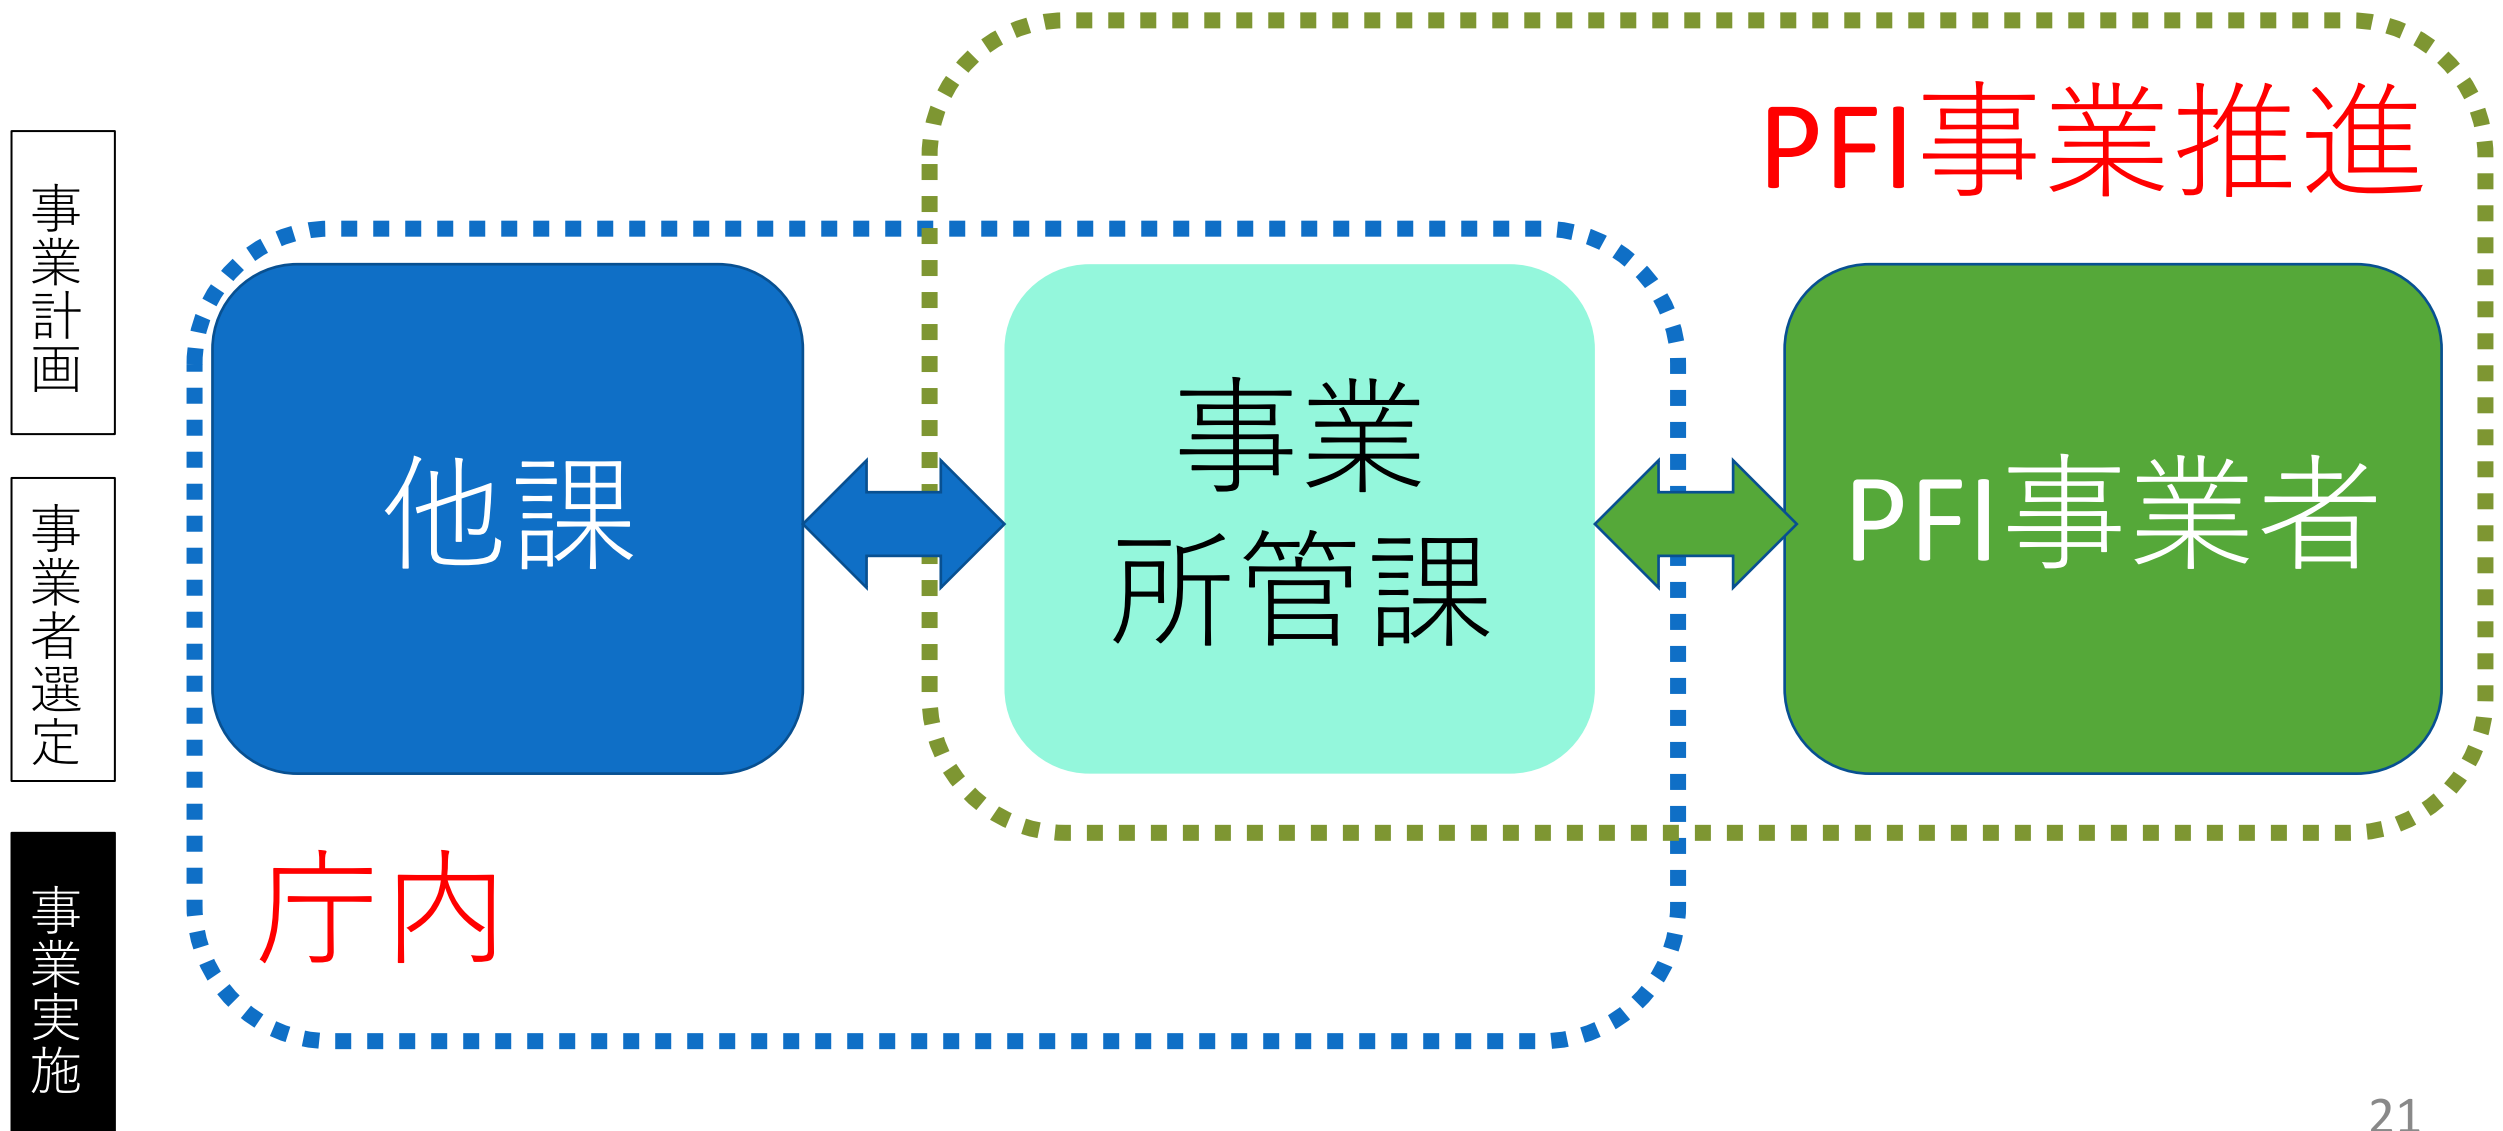 事業計画
事業者選定
事業実施
PFI事業推進
他課
事業
所管課
PFI事業者
庁内
21